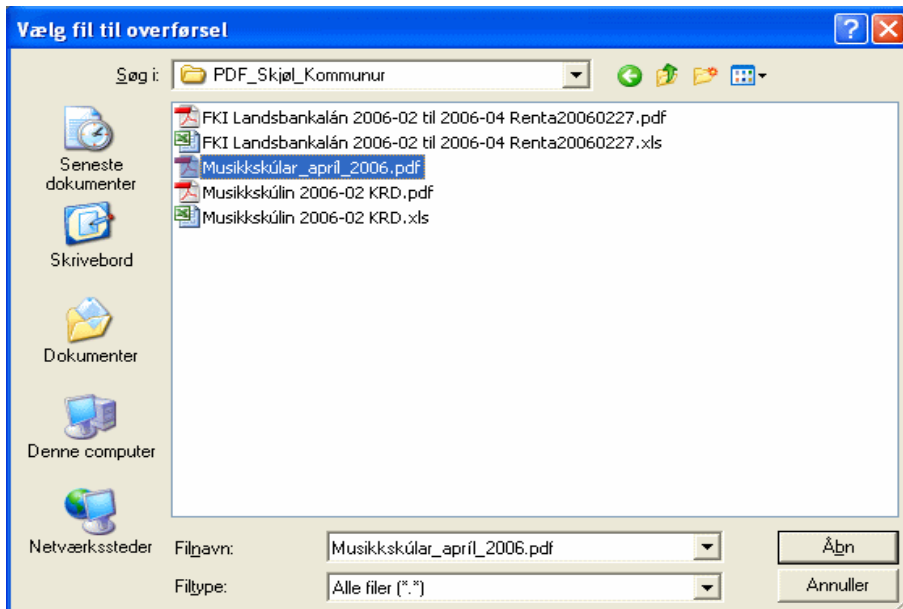 Vælg fil til overførsel
Søg i:
PDF_Skjøl_Kommunur
FKI Landsbankalán 2006-02 til 2006-04 Renta20060227.pdf
FKI Landsbankalán 2006-02 til 2006-04 Renta20060227.xls
Musikkskúlar_apríl_2006.pdf
Musikkskúlin 2006-02 KRD.pdf
Musikkskúlin 2006-02 KRD.xls
Seneste
dokumenter
Skrivebord
Dokumenter
Denne computer
Netværkssteder
Filnavn:
Musikkskúlar_apríl_2006.pdf
Åbn
Filtype:
Alle filer (*.*)
Annuller